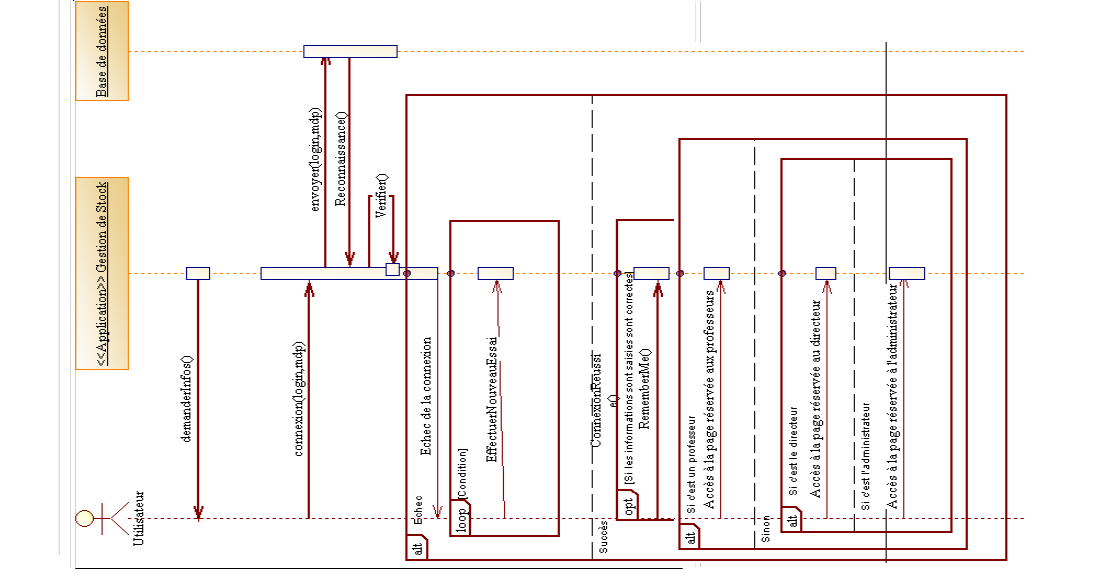 Utilisateur
<<Application>> Gestion de Stock
Base de données
demanderInfos()
connexion(login,mdp)
envoyer(login,mdp)
Reconnaissance()
Verifier()
alt
Echec
Echec de la connexion
loop
[Condition]
EffectuerNouveauEssai
Succès
ConnexionReussi
e()
opt
[Si les informations sont saisies sont correctes]
RememberMe()
alt
Si c'est un professeur
Accès à la page réservée aux professeurs
Sinon
alt
Si c'est le directeur
Accès à la page réservée au directeur
Si c'est l'administrateur
Accès à la page réservée à l'administrateur